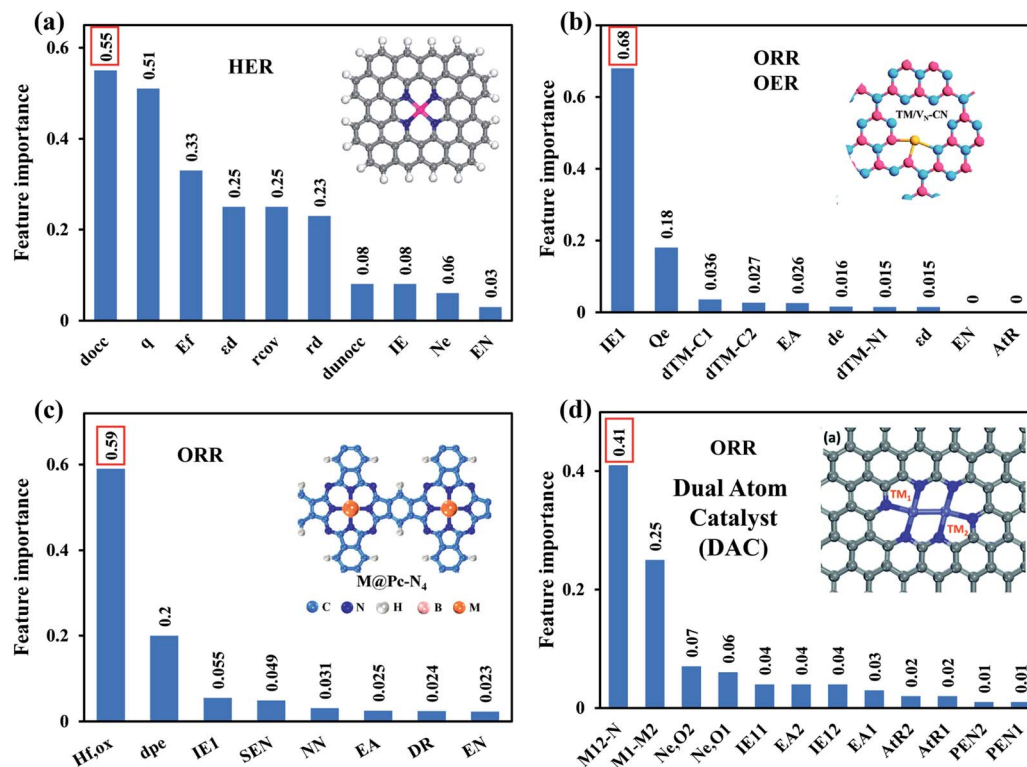 (a)
Feature importance
0.6
0.4
0.2
0
HER
0.55
0.51
0.33
0.25
0.25
0.23
0.08
0.08
0.06
0.03
docc
q
Ef
εd
rcov
rd
dunocc
IE
Ne
EN
(b)
Feature importance
0.6
0.4
0.2
0
ORR
OER
TM/VN-CN
0.68
0.18
0.036
0.027
0.026
0.016
0.015
0.015
0
0
IE1
Qe
dTM-C1
dTM-C2
EA
de
dTM-N1
εd
EN
AtR
(c)
Feature importance
0.6
0.4
0.2
0
ORR
M@Pc-N4
C N H B M
0.59
0.2
0.055
0.049
0.031
0.025
0.024
0.023
Hf,ox
dpe
IE1
SEN
NN
EA
DR
EN
(d)
Feature importance
0.4
0.2
0
ORR
Dual Atom
Catalyst
(DAC)
(a)
TM1
TM2
0.41
0.25
0.07
0.06
0.04
0.04
0.04
0.03
0.02
0.02
0.01
0.01
M12-N
M1-M2
Ne,O2
Ne,O1
IE11
EA2
IE12
EA1
AtR2
AtR1
PEN2
PEN1